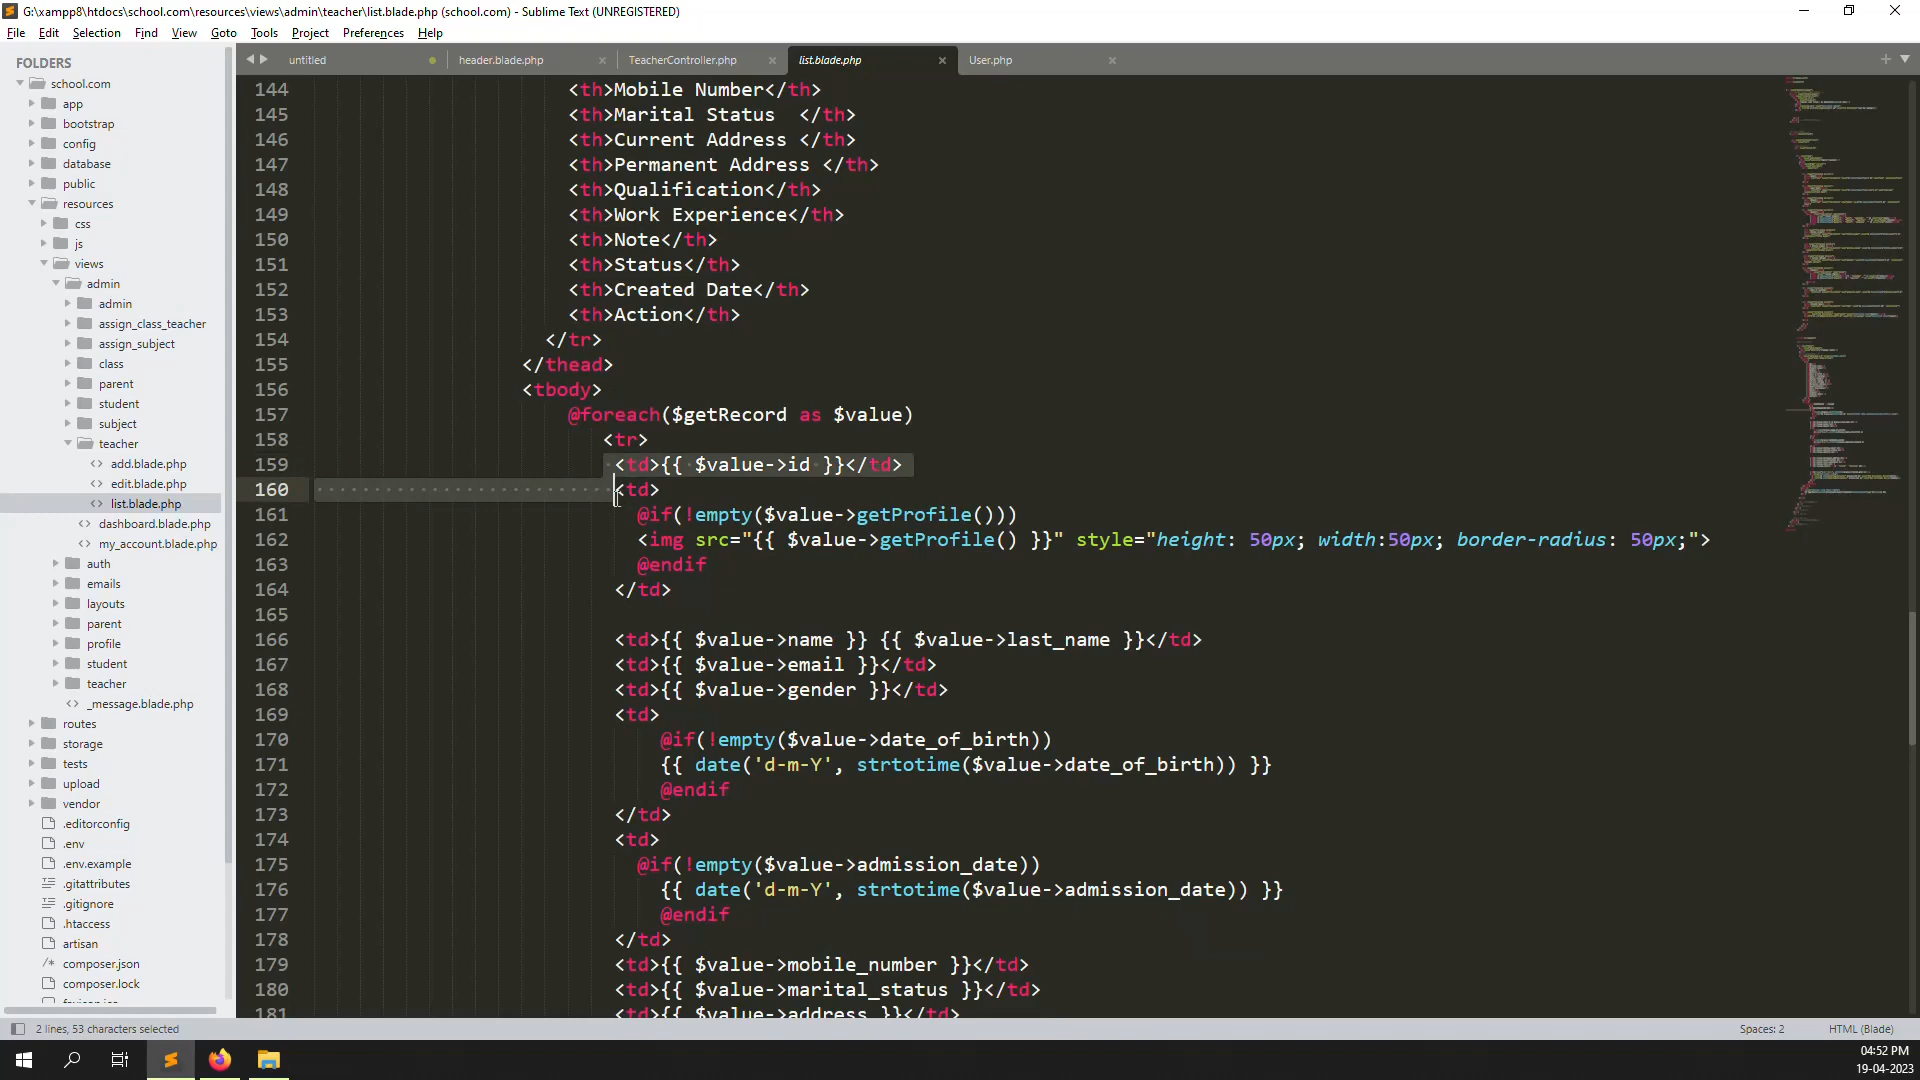 G:\xampp8\htdocs\school.com\resources\views\admin\teacher\list.blade.php (school.com) - Sublime Text (UNREGISTERED)
File Edit Selection Find View Goto Tools Project Preferences Help
FOLDERS
school.com
app
bootstrap
config
database
public
resources
css
js
views
admin
admin
assign_class_teacher
assign_subject
class
parent
student
subject
teacher
add.blade.php
edit.blade.php
list.blade.php
dashboard.blade.php
my_account.blade.php
auth
emails
layouts
parent
profile
student
teacher
_message.blade.php
routes
storage
tests
upload
vendor
.editorconfig
.env
.env.example
.gitattributes
.gitignore
.htaccess
artisan
composer.json
composer.lock
untitled header.blade.php TeacherController.php list.blade.php User.php
144 <th>Mobile Number</th>
145 <th>Marital Status  </th>
146 <th>Current Address </th>
147 <th>Permanent Address </th>
148 <th>Qualification</th>
149 <th>Work Experience</th>
150 <th>Note</th>
151 <th>Status</th>
152 <th>Created Date</th>
153 <th>Action</th>
154 </tr>
155 </thead>
156 <tbody>
157 @foreach($getRecord as $value)
158 <tr>
159 <td>{{ $value->id }}</td>
160 <td>
161 @if(!empty($value->getProfile()))
162 <img src="{{ $value->getProfile() }}" style="height: 50px; width:50px; border-radius: 50px;">
163 @endif
164 </td>
165
166 <td>{{ $value->name }} {{ $value->last_name }}</td>
167 <td>{{ $value->email }}</td>
168 <td>{{ $value->gender }}</td>
169 <td>
170 @if(!empty($value->date_of_birth))
171 {{ date('d-m-Y', strtotime($value->date_of_birth)) }}
172 @endif
173 </td>
174 <td>
175 @if(!empty($value->admission_date))
176 {{ date('d-m-Y', strtotime($value->admission_date)) }}
177 @endif
178 </td>
179 <td>{{ $value->mobile_number }}</td>
180 <td>{{ $value->marital_status }}</td>
181 <td>{{ $value->address }}</td>
2 lines, 53 characters selected
Spaces: 2 HTML (Blade)
04:52 PM
19-04-2023